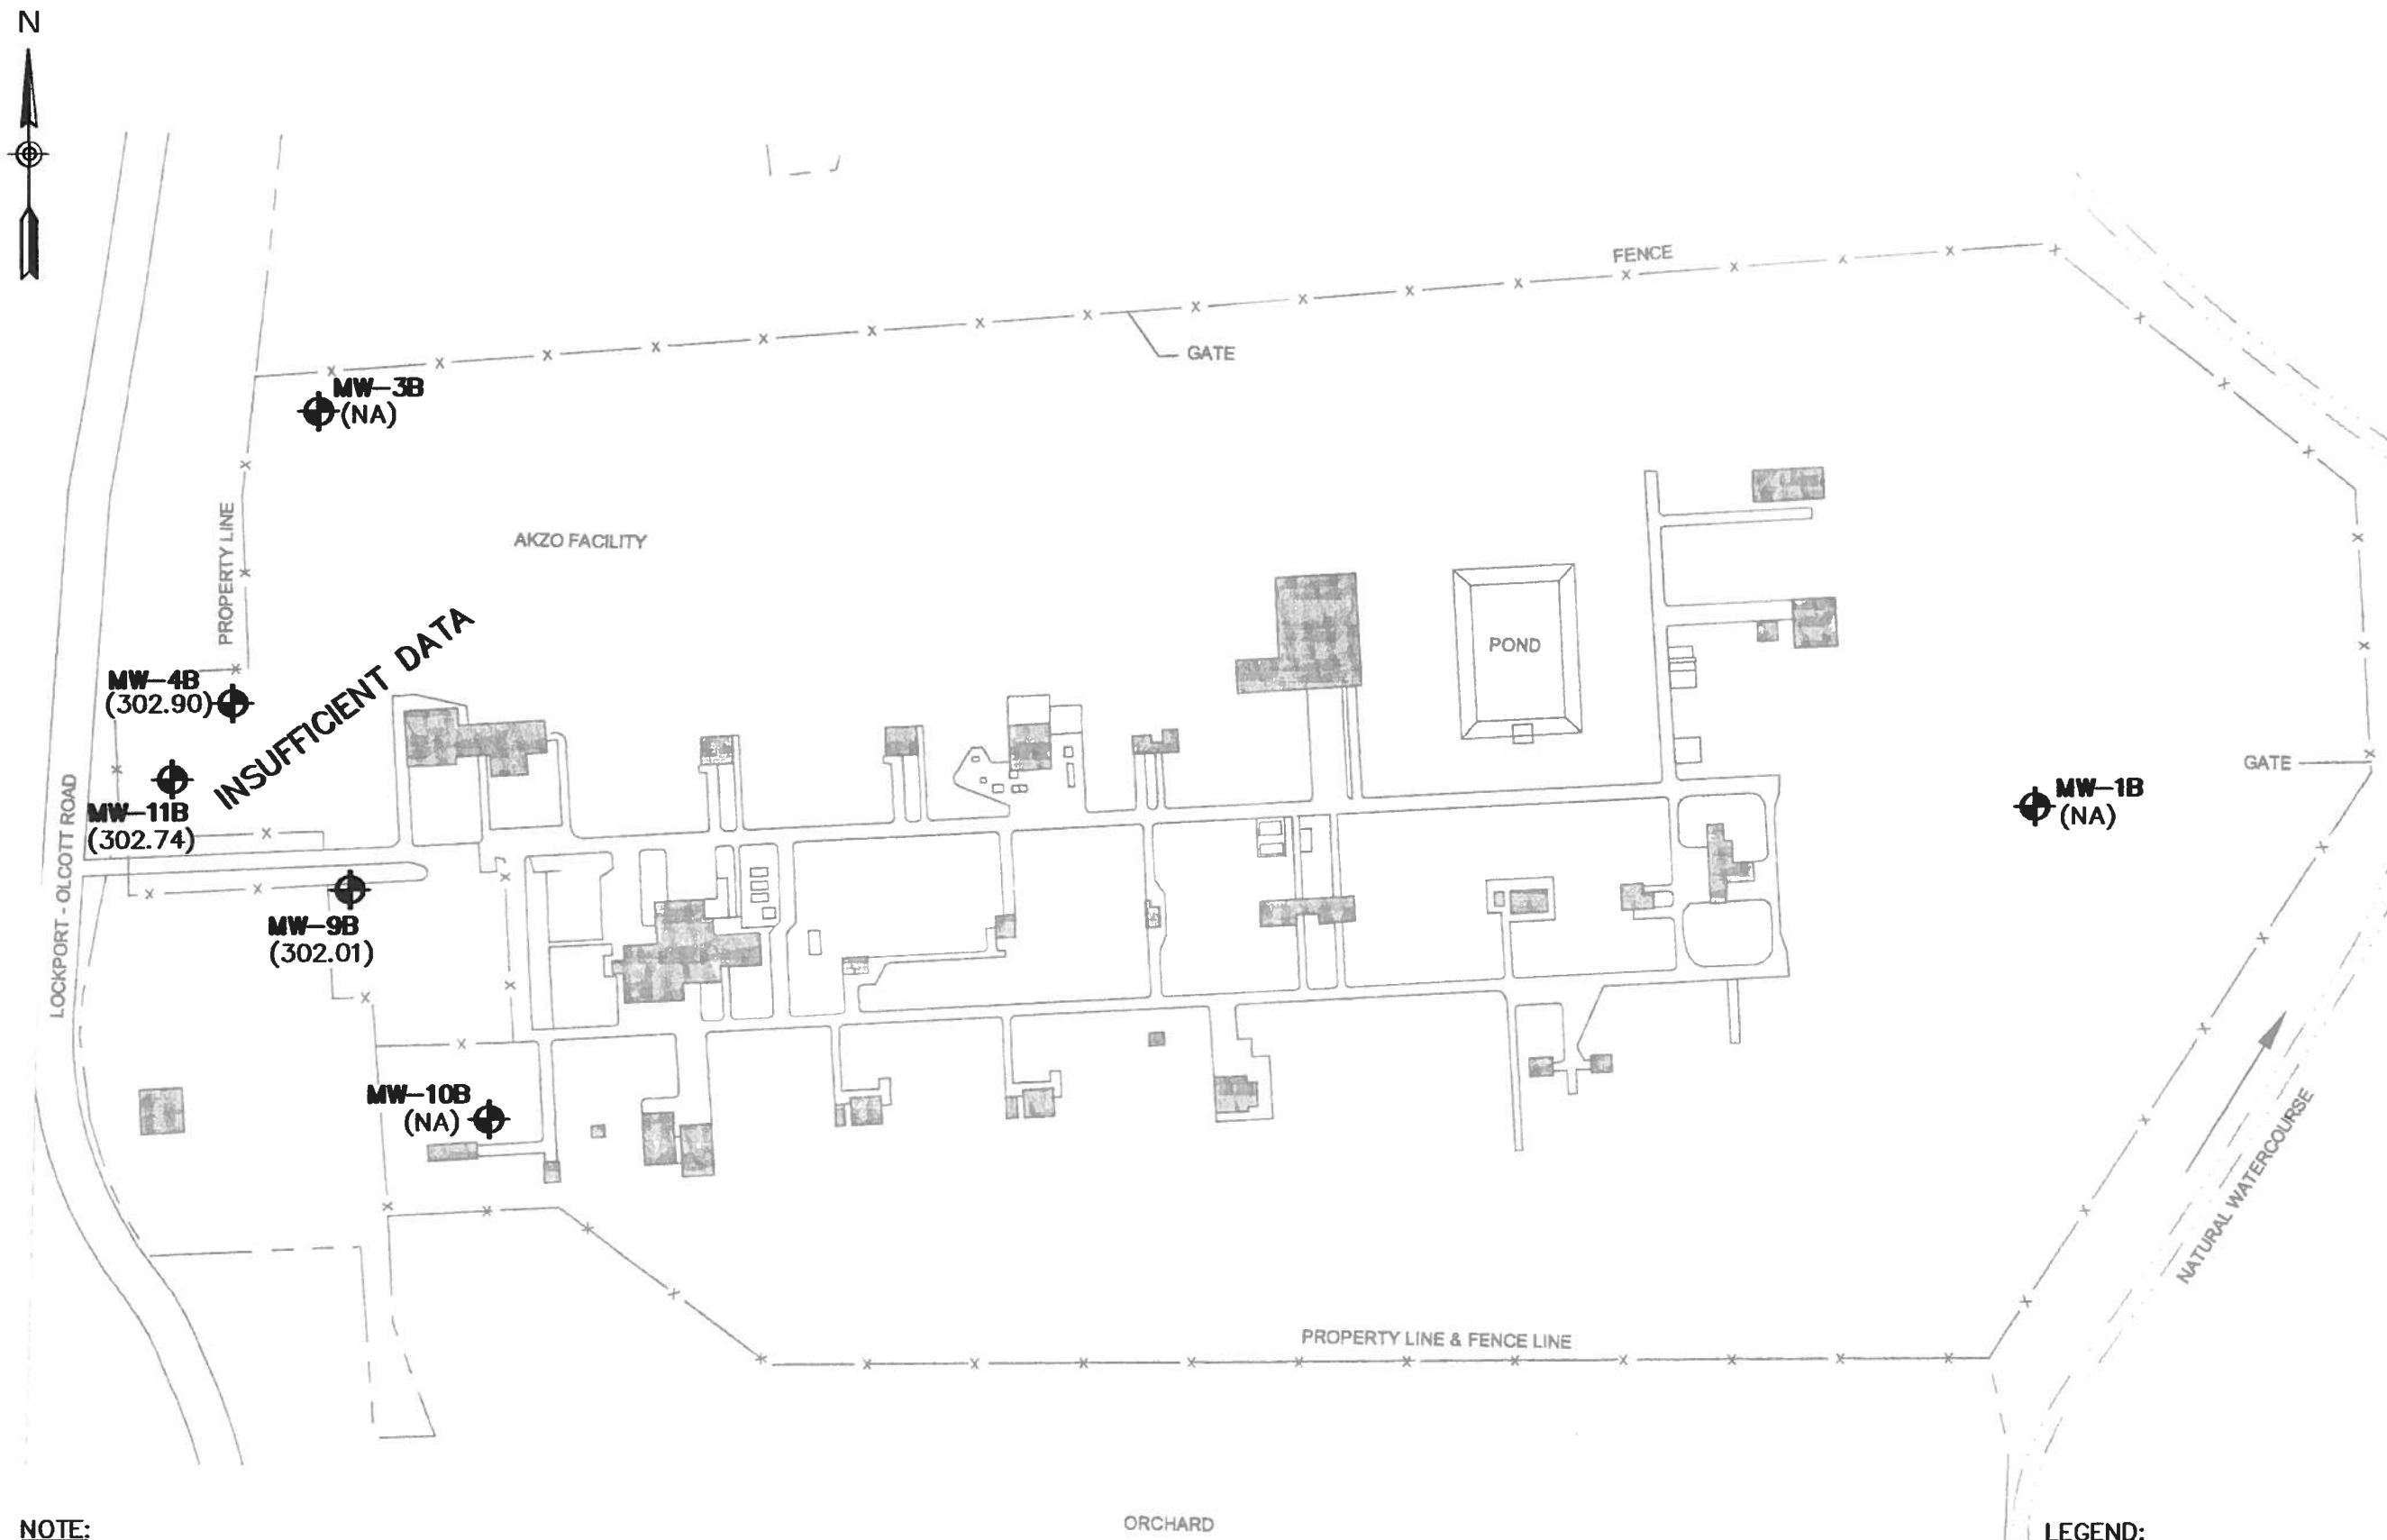 N
FENCE
GATE
MW-3B
(NA)
PROPERTY LINE
AKZO FACILITY
INSUFFICIENT DATA
POND
MW-4B
(302.90)
GATE
MW-1B
(NA)
MW-11B
(302.74)
LOCKPORT - OLCOTT ROAD
MW-9B
(302.01)
MW-10B
(NA)
NATURAL WATERCOURSE
PROPERTY LINE & FENCE LINE
ORCHARD
NOTE:
LEGEND: